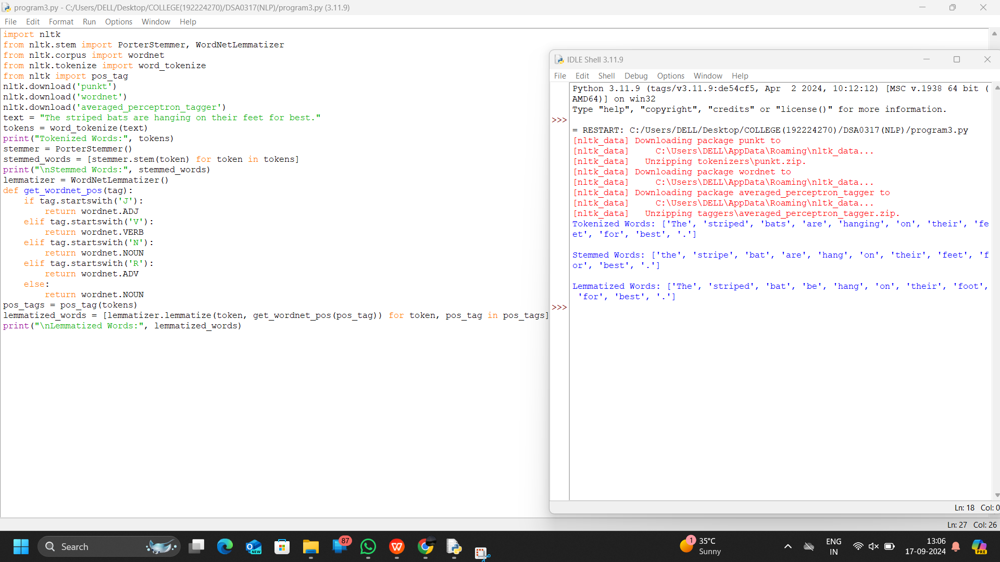 program3.py - C:/Users/DELL/Desktop/COLLEGE(192224270)/DSA0317(NLP)/program3.py (3.11.9)
File Edit Format Run Options Window Help
import nltk
from nltk.stem import PorterStemmer, WordNetLemmatizer
from nltk.corpus import wordnet
from nltk.tokenize import word_tokenize
from nltk import pos_tag
nltk.download('punkt')
nltk.download('wordnet')
nltk.download('averaged_perceptron_tagger')
text = "The striped bats are hanging on their feet for best."
tokens = word_tokenize(text)
print("Tokenized Words:", tokens)
stemmer = PorterStemmer()
stemmed_words = [stemmer.stem(token) for token in tokens]
print("\nStemmed Words:", stemmed_words)
lemmatizer = WordNetLemmatizer()
def get_wordnet_pos(tag):
    if tag.startswith('J'):
        return wordnet.ADJ
    elif tag.startswith('V'):
        return wordnet.VERB
    elif tag.startswith('N'):
        return wordnet.NOUN
    elif tag.startswith('R'):
        return wordnet.ADV
    else:
        return wordnet.NOUN
pos_tags = pos_tag(tokens)
lemmatized_words = [lemmatizer.lemmatize(token, get_wordnet_pos(pos_tag)) for token, pos_tag in pos_tags]
print("\nLemmatized Words:", lemmatized_words)
IDLE Shell 3.11.9
File Edit Shell Debug Options Window Help
Python 3.11.9 (tags/v3.11.9:de54cf5, Apr  2 2024, 10:12:12) [MSC v.1938 64 bit (
AMD64)] on win32
Type "help", "copyright", "credits" or "license()" for more information.
>>>
= RESTART: C:/Users/DELL/Desktop/COLLEGE(192224270)/DSA0317(NLP)/program3.py
[nltk_data] Downloading package punkt to
[nltk_data]     C:\Users\DELL\AppData\Roaming\nltk_data...
[nltk_data]   Unzipping tokenizers\punkt.zip.
[nltk_data] Downloading package wordnet to
[nltk_data]     C:\Users\DELL\AppData\Roaming\nltk_data...
[nltk_data] Downloading package averaged_perceptron_tagger to
[nltk_data]     C:\Users\DELL\AppData\Roaming\nltk_data...
[nltk_data]   Unzipping taggers\averaged_perceptron_tagger.zip.
Tokenized Words: ['The', 'striped', 'bats', 'are', 'hanging', 'on', 'their', 'fe
et', 'for', 'best', '.']
Stemmed Words: ['the', 'stripe', 'bat', 'are', 'hang', 'on', 'their', 'feet', 'f
or', 'best', '.']
Lemmatized Words: ['The', 'striped', 'bat', 'be', 'hang', 'on', 'their', 'foot',
 'for', 'best', '.']
>>>
Ln: 18 Col: 0
Ln: 27 Col: 26
Search
NEW
87
W
1
35°C
Sunny
ENG
IN
13:06
17-09-2024
PRE